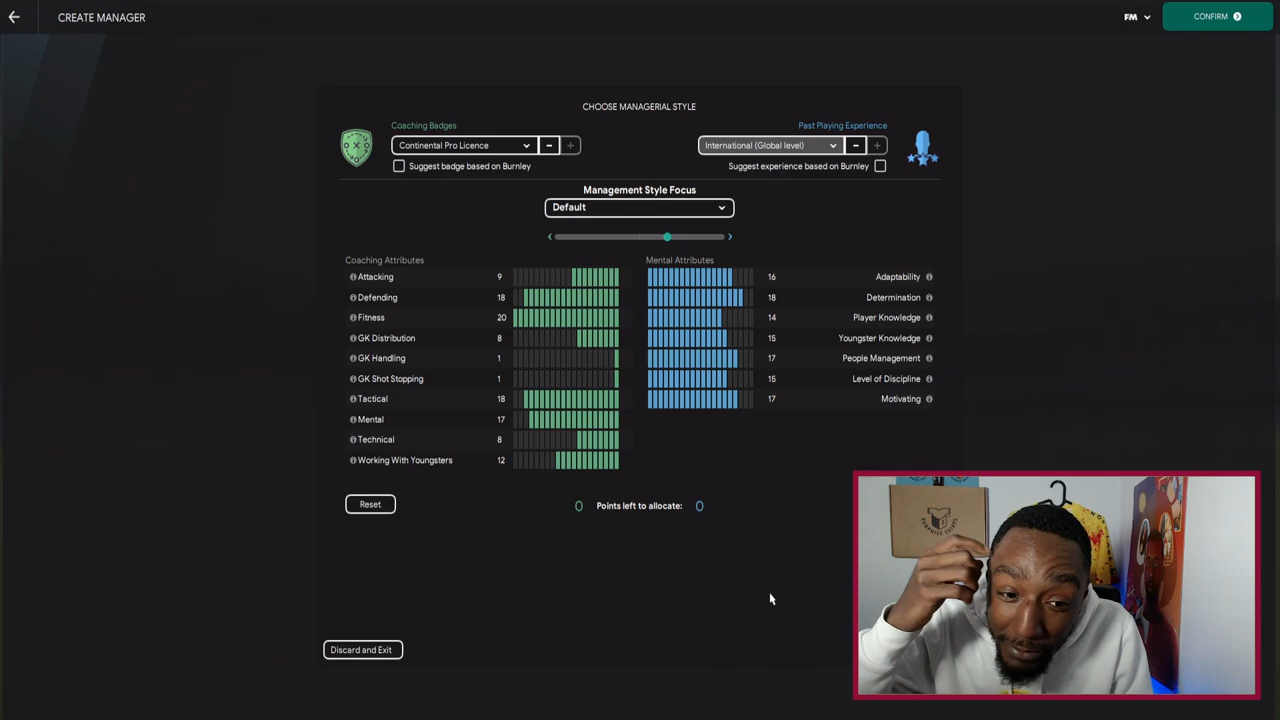 CREATE MANAGER
FM
CONFIRM
CHOOSE MANAGERIAL STYLE
Coaching Badges
Past Playing Experience
Continental Pro Licence
International (Global level)
Suggest badge based on Burnley
Suggest experience based on Burnley
Management Style Focus
Default
Coaching Attributes
Mental Attributes
Attacking 9
16 Adaptability
Defending 18
18 Determination
Fitness 20
14 Player Knowledge
GK Distribution 8
15 Youngster Knowledge
GK Handling 1
17 People Management
GK Shot Stopping 1
15 Level of Discipline
Tactical 18
17 Motivating
Mental 17
Technical 8
Working With Youngsters 12
Reset
0 Points left to allocate: 0
Discard and Exit
SURPRISE SHIRTS